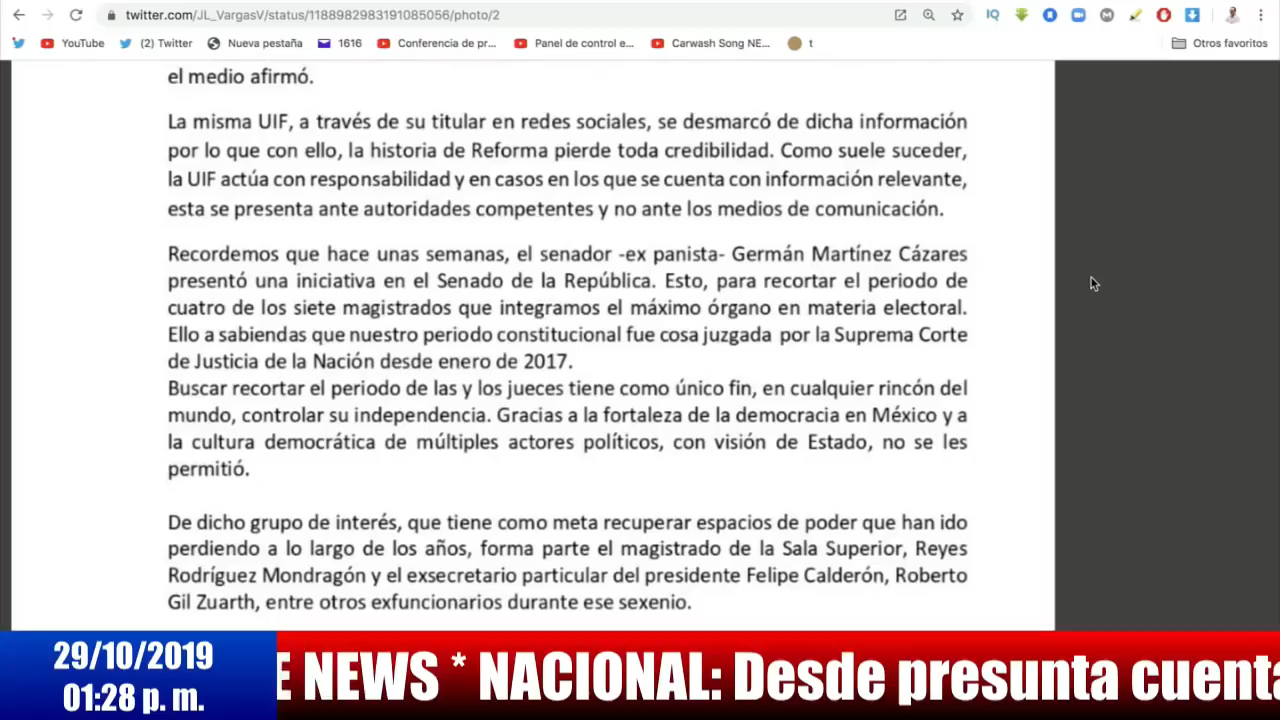 twitter.com/JL_VargasV/status/1188982983191085056/photo/2
YouTube
(2) Twitter
Nueva pestaña
1616
Conferencia de pr...
Panel de control e...
Carwash Song NE...
t
Otros favoritos
el medio afirmó.
La misma UIF, a través de su titular en redes sociales, se desmarcó de dicha información
por lo que con ello, la historia de Reforma pierde toda credibilidad. Como suele suceder,
la UIF actúa con responsabilidad y en casos en los que se cuenta con información relevante,
esta se presenta ante autoridades competentes y no ante los medios de comunicación.
Recordemos que hace unas semanas, el senador -ex panista- Germán Martínez Cázares
presentó una iniciativa en el Senado de la República. Esto, para recortar el periodo de
cuatro de los siete magistrados que integramos el máximo órgano en materia electoral.
Ello a sabiendas que nuestro periodo constitucional fue cosa juzgada por la Suprema Corte
de Justicia de la Nación desde enero de 2017.
Buscar recortar el periodo de las y los jueces tiene como único fin, en cualquier rincón del
mundo, controlar su independencia. Gracias a la fortaleza de la democracia en México y a
la cultura democrática de múltiples actores políticos, con visión de Estado, no se les
permitió.
De dicho grupo de interés, que tiene como meta recuperar espacios de poder que han ido
perdiendo a lo largo de los años, forma parte el magistrado de la Sala Superior, Reyes
Rodríguez Mondragón y el exsecretario particular del presidente Felipe Calderón, Roberto
Gil Zuarth, entre otros exfuncionarios durante ese sexenio.
29/10/2019
01:28 p. m.
E NEWS * NACIONAL: Desde presunta cuenta